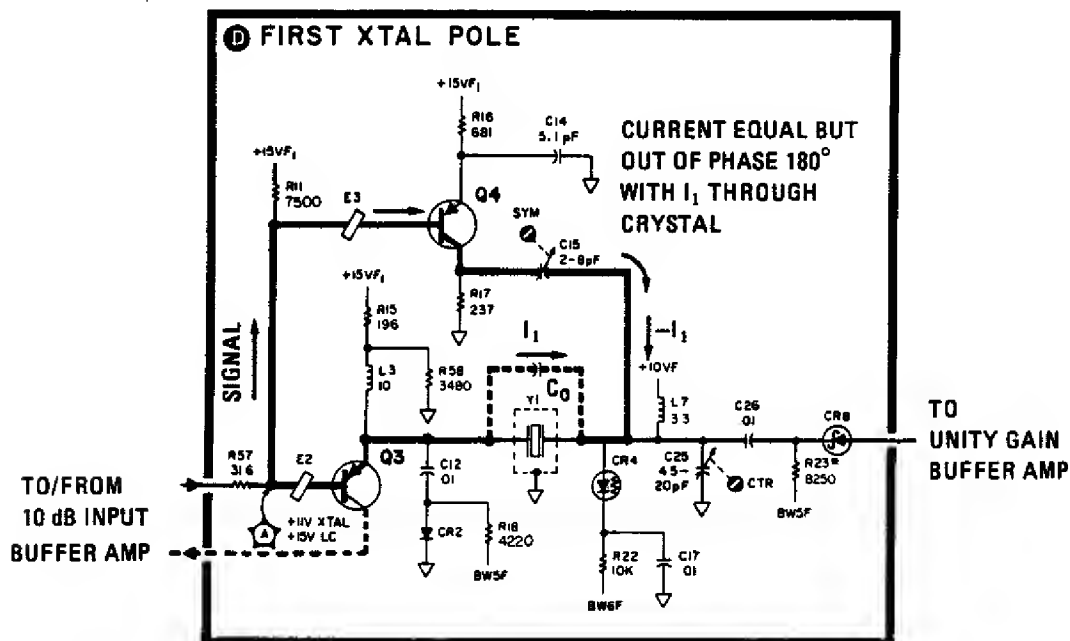 D FIRST XTAL POLE
+15VF1
R16
681
C14
5.1pF
CURRENT EQUAL BUT
OUT OF PHASE 180°
WITH I1 THROUGH
CRYSTAL
+15VF1
R11
7500
E3
Q4
SYM
C15
2-8pF
+15VF1
R17
237
R15
196
I1
-I1
SIGNAL
+10VF
L3
10
R58
3480
C0
L7
3.3
Y1
C26
.01
CR8
TO
UNITY GAIN
BUFFER AMP
R57
316
E2
Q3
C12
.01
CR4
C25
4.5-
20pF
CTR
R23*
8250
TO/FROM
10 dB INPUT
BUFFER AMP
A
+11V XTAL
+15V LC
CR2
R18
4220
BW5F
BW5F
R22
10K
C17
.01
BW6F